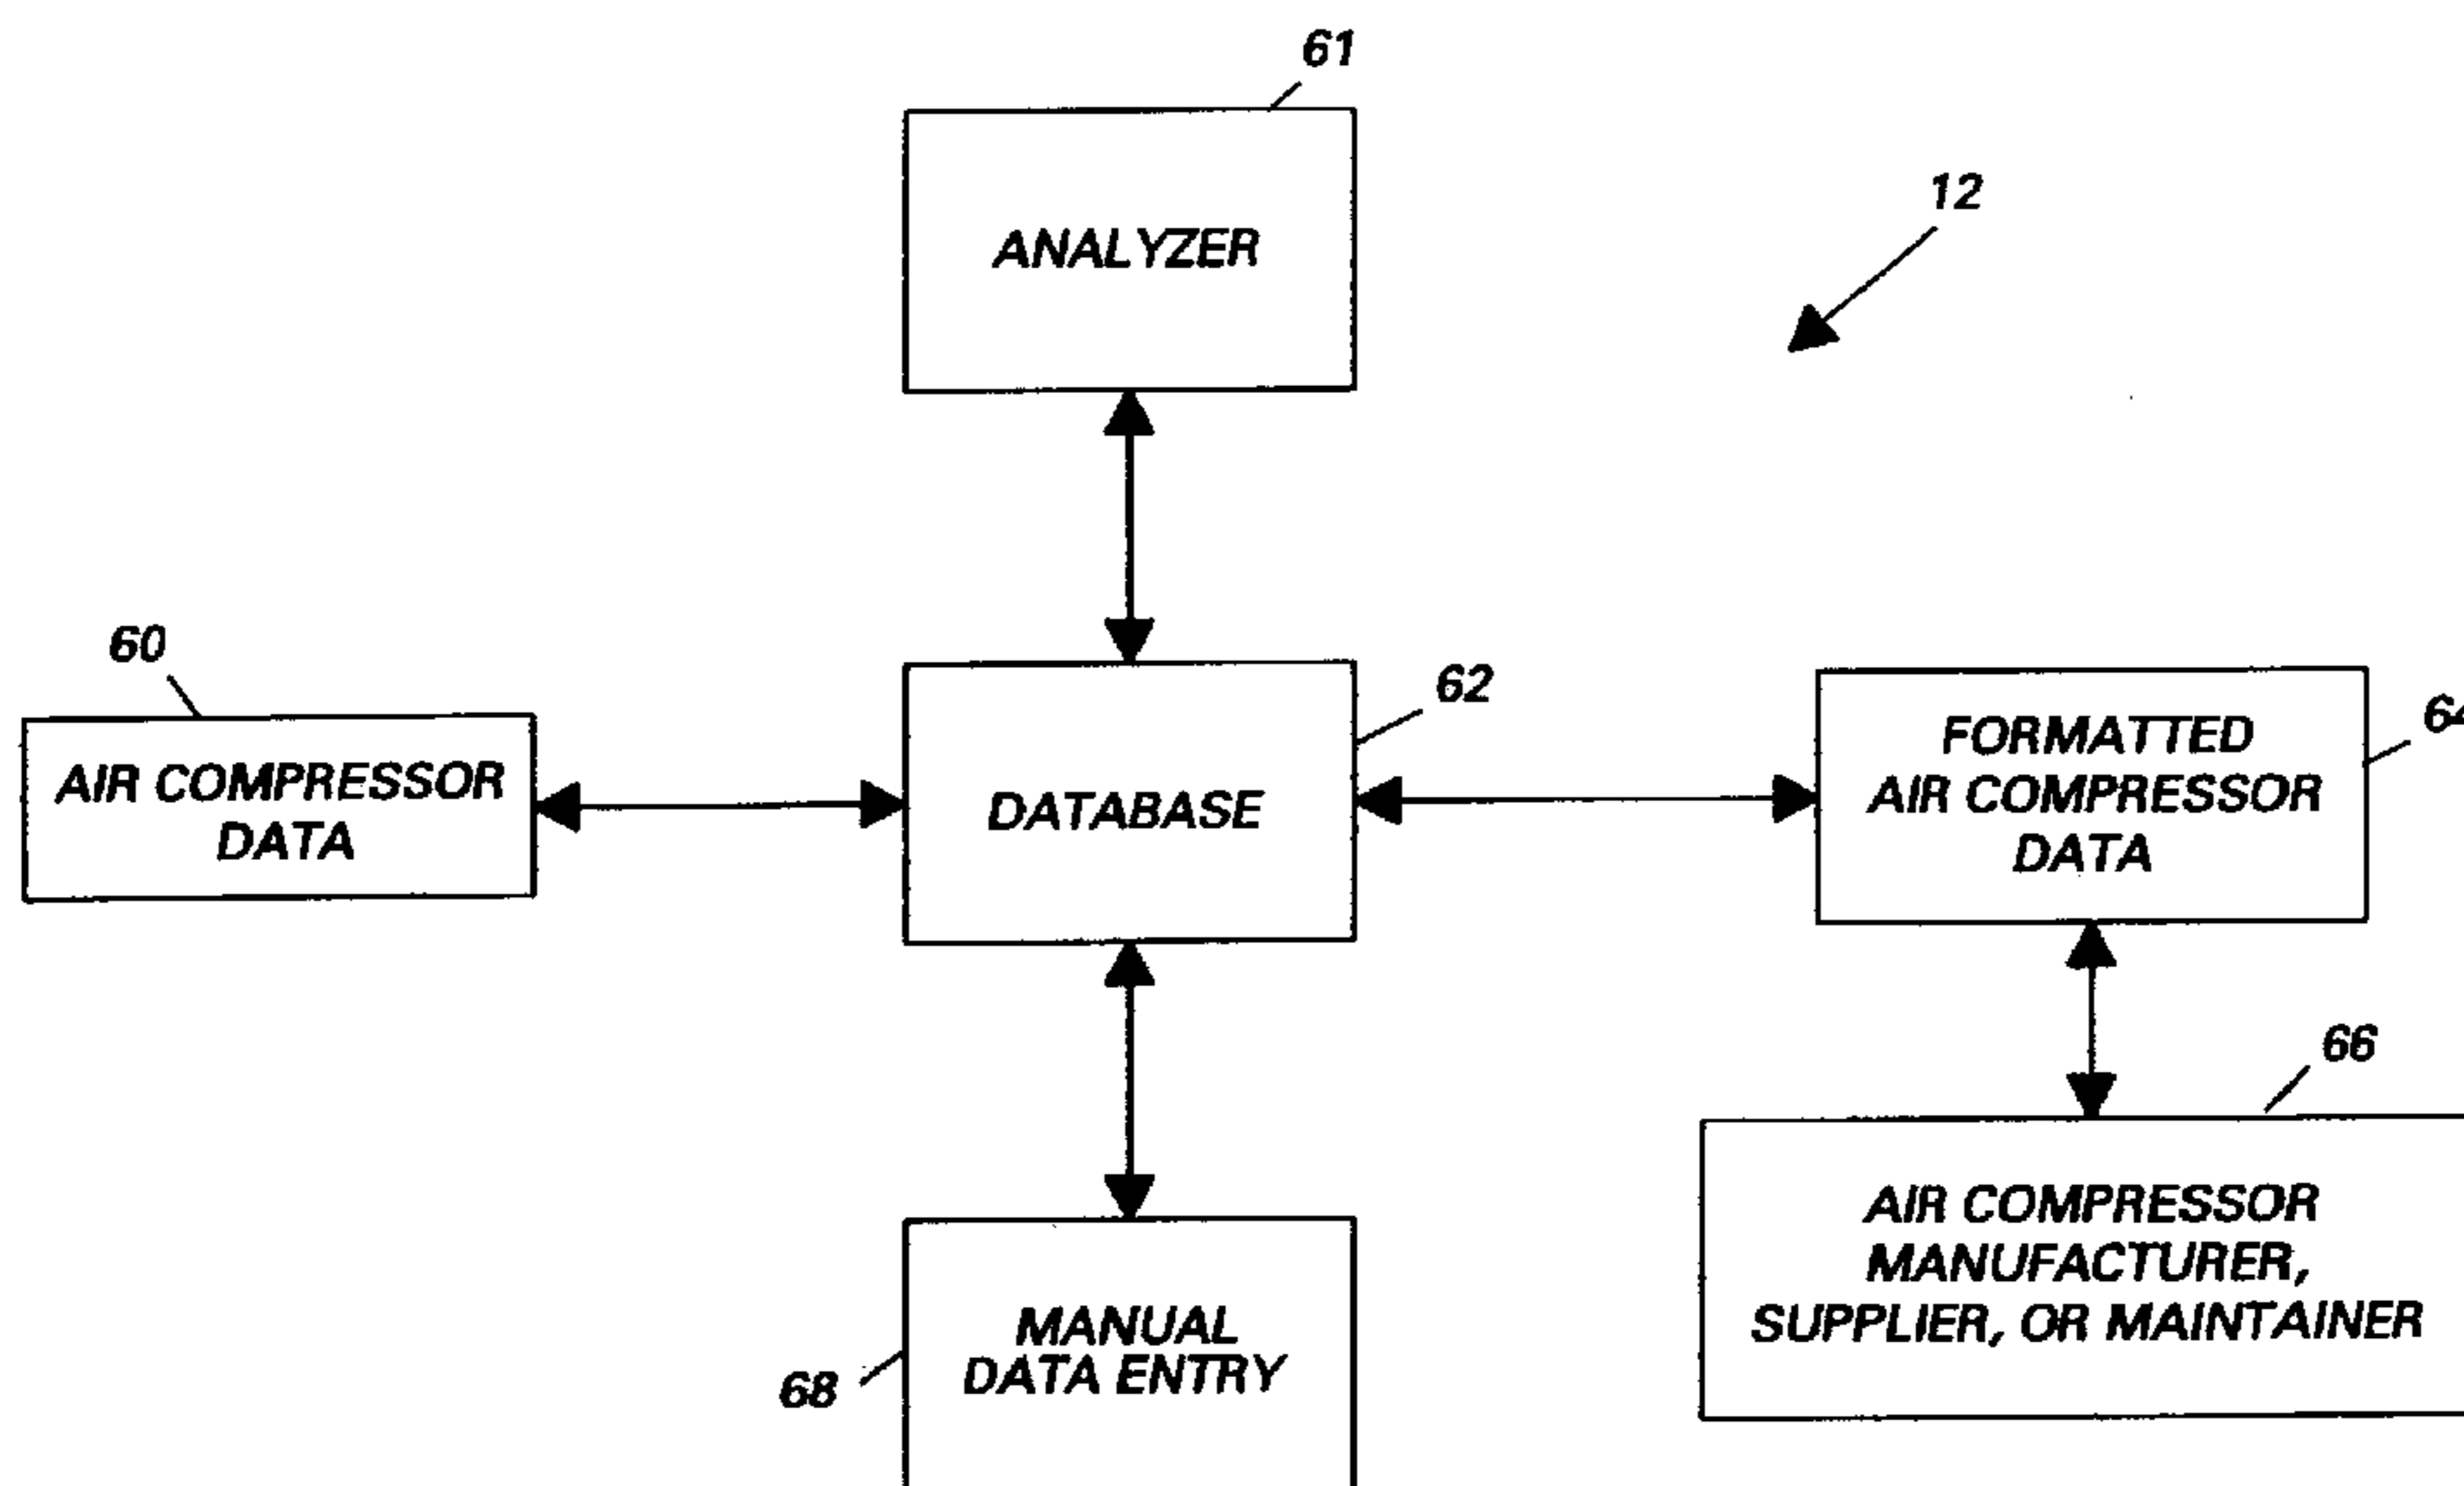 61
ANALYZER
12
60
AIR COMPRESSOR
DATA
62
DATABASE
64
FORMATTED
AIR COMPRESSOR
DATA
66
AIR COMPRESSOR
MANUFACTURER,
SUPPLIER, OR MAINTAINER
68
MANUAL
DATA ENTRY